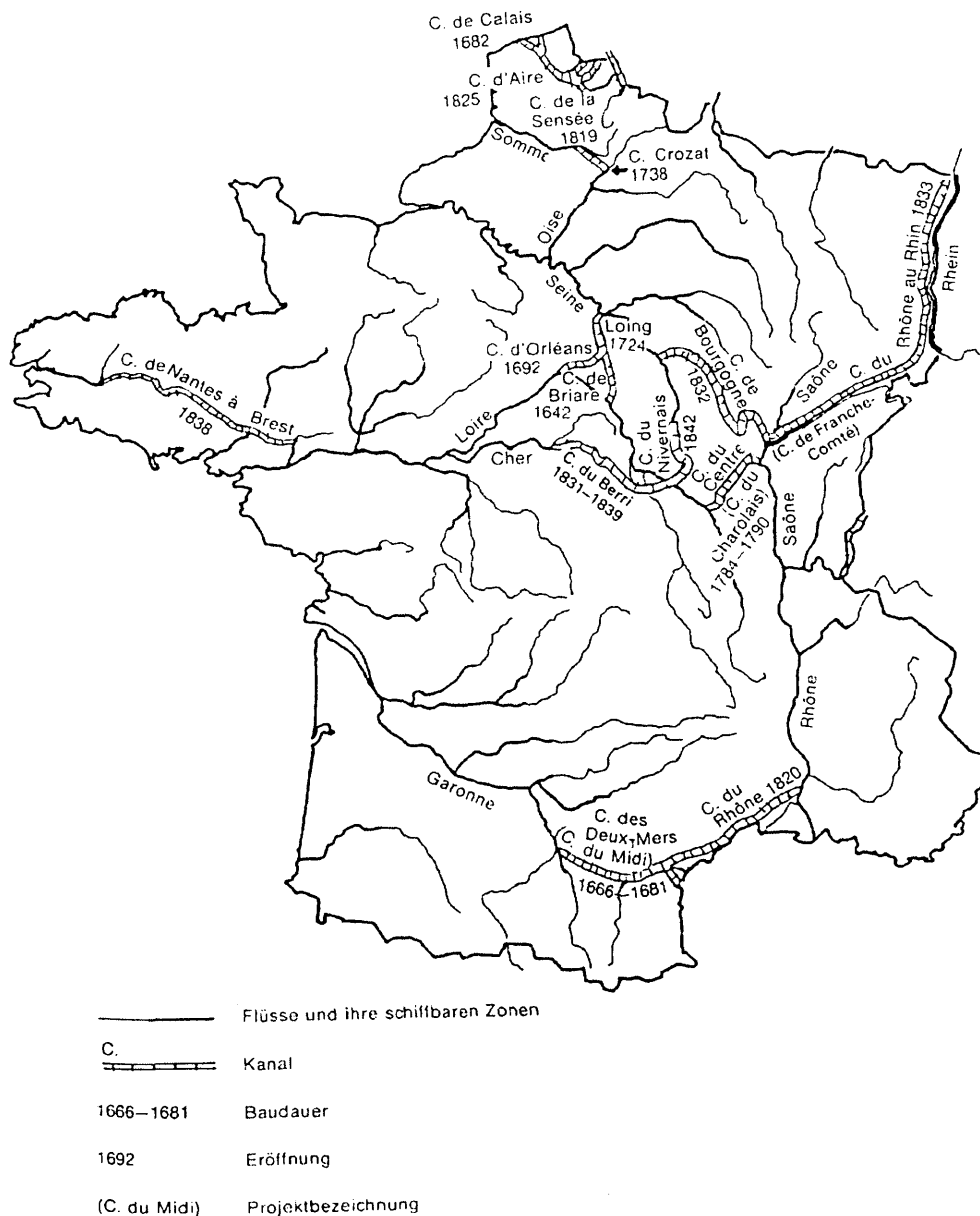 C. de Calais
1682
C. d'Aire
1825
C. de la
Sensée
1819
Somme
C. Crozat
1738
Oise
Seine
Loing
1724
C. d'Orléans
1692
C. de
Briare
1642
Loire
C. de
Bourgogne
1832
Saône
C. du
Rhône au Rhin 1833
Rhein
(C. de Franche-
Comté)
C. de Nantes à Brest
1838
Cher
C. du Berri
1831–1839
C. du
Nivernais
1842
C. du
Centre
(C. du
Charolais)
1784–1790
Saône
Rhône
Garonne
C. des
Deux Mers
(C. du Midi)
1666–1681
C. du
Rhône 1820
Flüsse und ihre schiffbaren Zonen
C.
Kanal
1666–1681 Baudauer
1692 Eröffnung
(C. du Midi) Projektbezeichnung